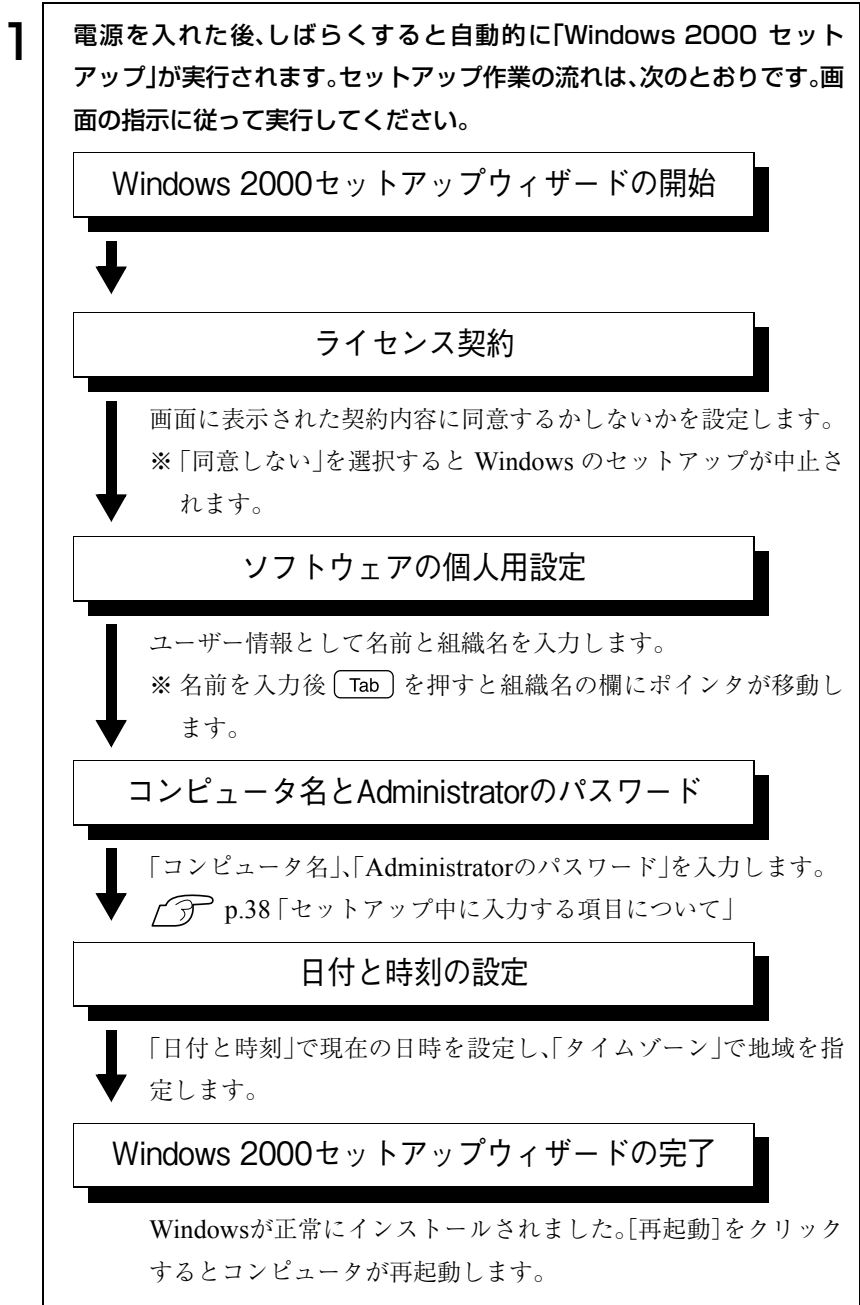 1
電源を入れた後、しばらくすると自動的に「Windows 2000 セット
アップ」が実行されます。セットアップ作業の流れは、次のとおりです。画
面の指示に従って実行してください。
Windows 2000セットアップウィザードの開始
ライセンス契約
画面に表示された契約内容に同意するかしないかを設定します。
※「同意しない」を選択すると Windows のセットアップが中止さ
れます。
ソフトウェアの個人用設定
ユーザー情報として名前と組織名を入力します。
※ 名前を入力後 Tab を押すと組織名の欄にポインタが移動し
ます。
コンピュータ名とAdministratorのパスワード
「コンピュータ名」、「Administratorのパスワード」を入力します。
p.38「セットアップ中に入力する項目について」
日付と時刻の設定
「日付と時刻」で現在の日時を設定し、「タイムゾーン」で地域を指
定します。
Windows 2000セットアップウィザードの完了
Windowsが正常にインストールされました。[再起動]をクリック
するとコンピュータが再起動します。